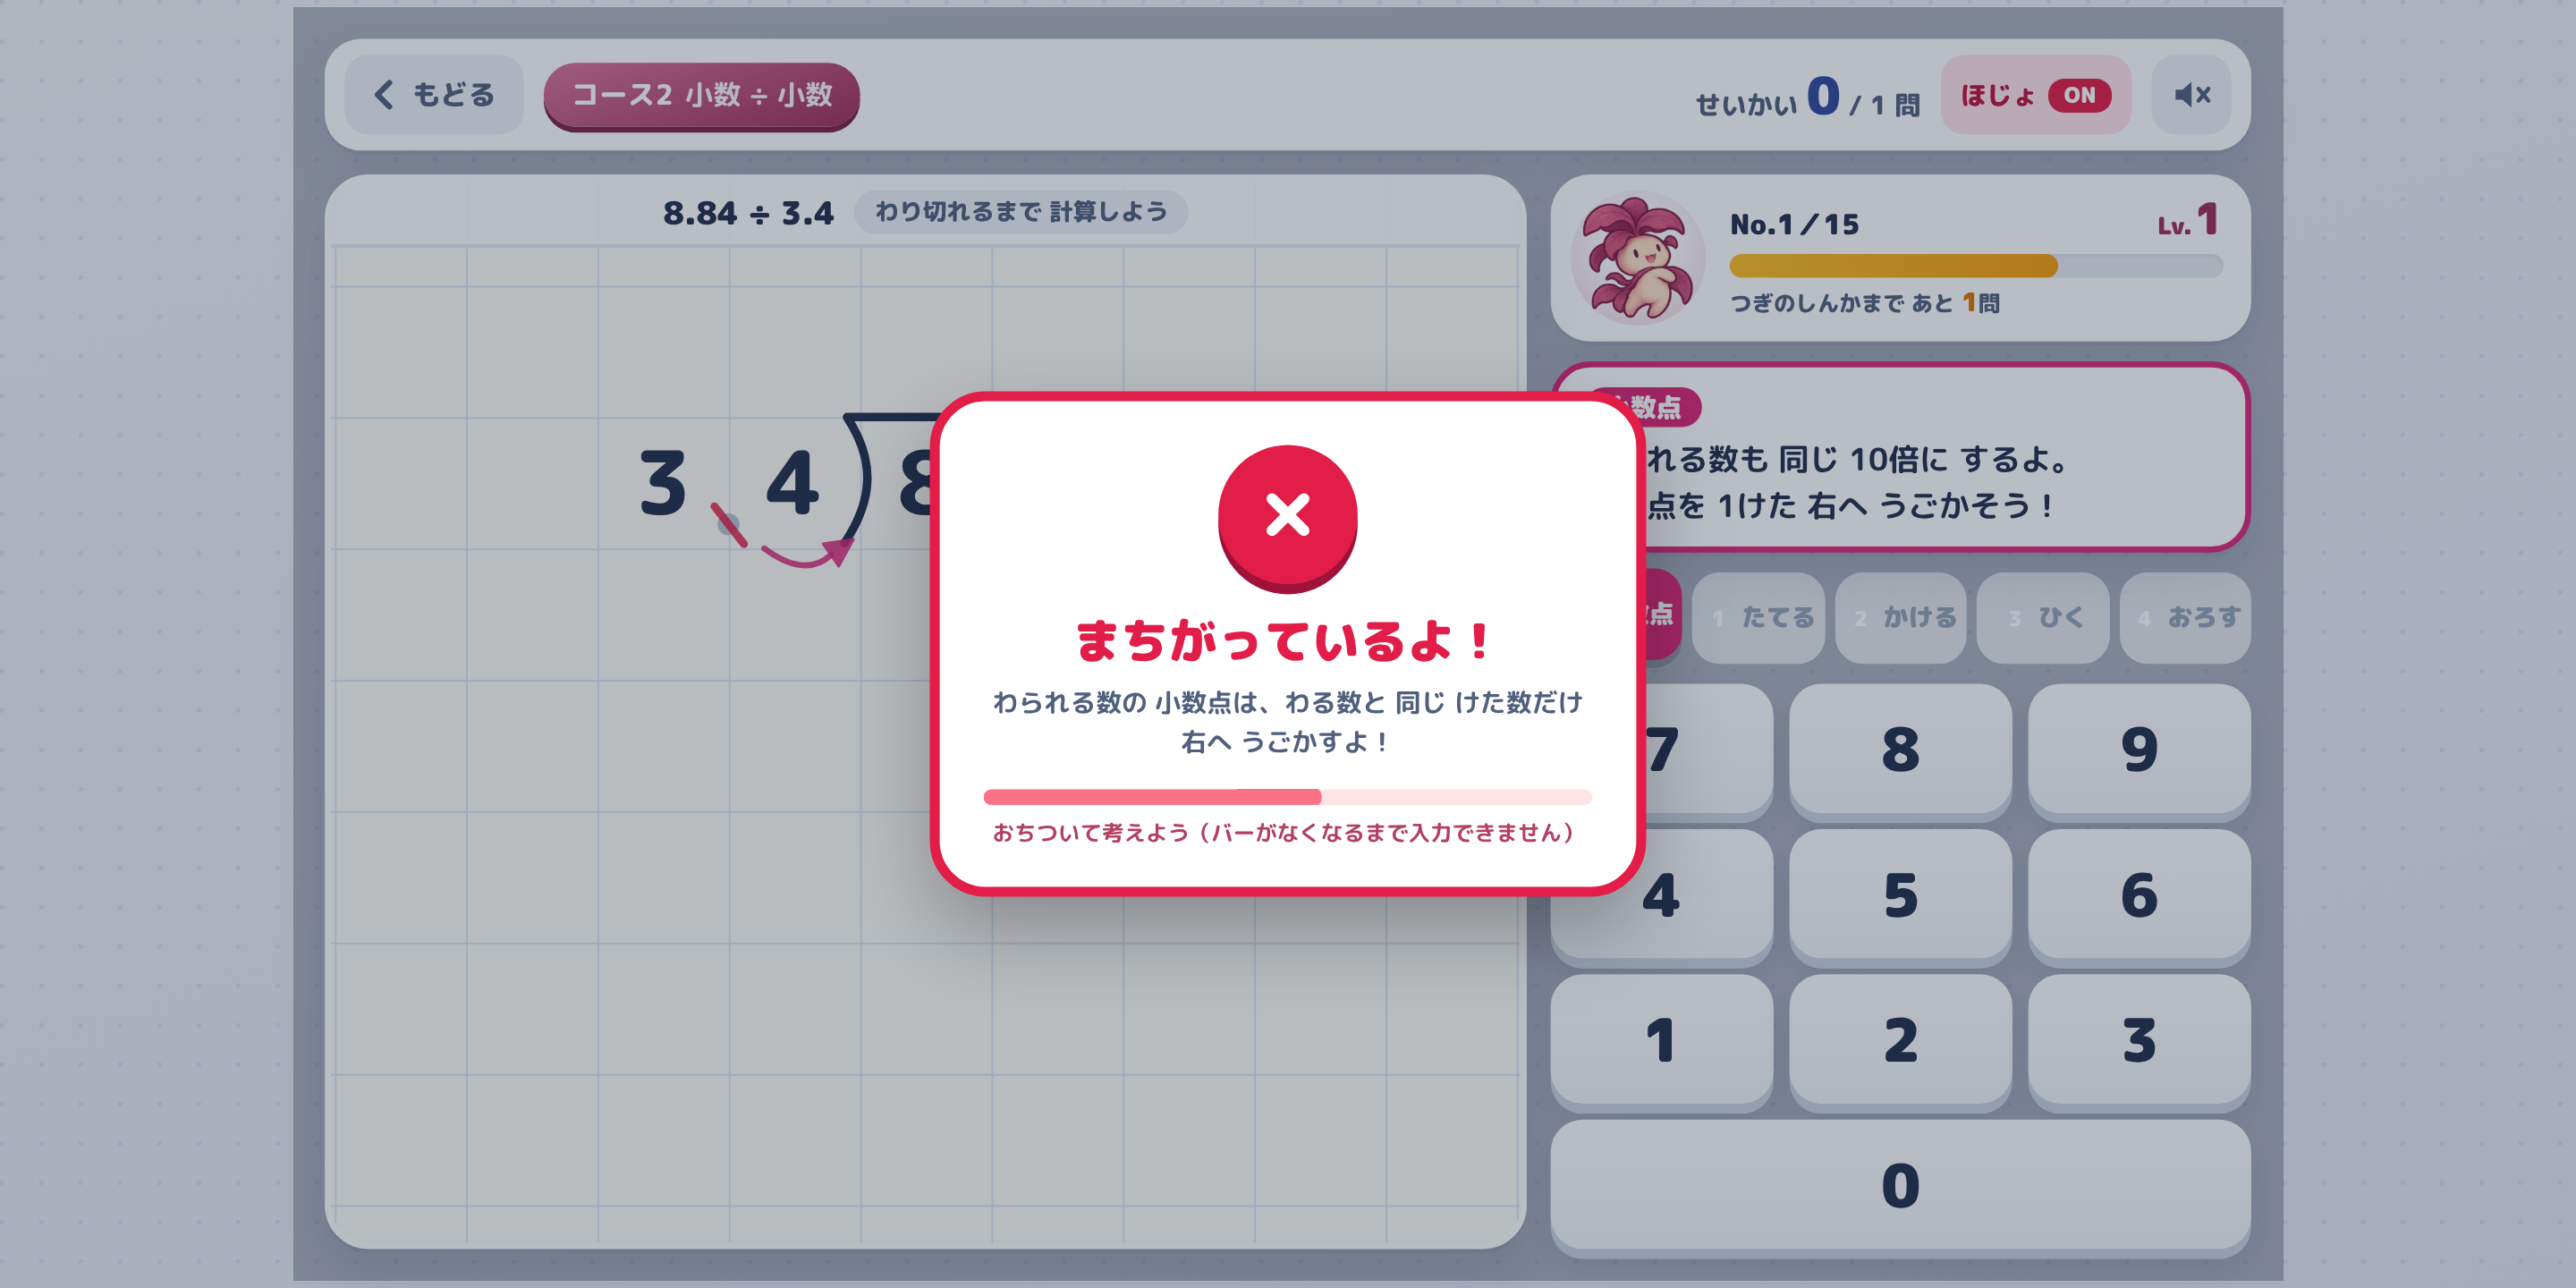 もどる
コース2 小数 ÷ 小数
せいかい 0 / 1 問
ほじょ ON
8.84 ÷ 3.4
わり切れるまで 計算しよう
No.1/15
Lv.1
つぎのしんかまで あと 1問
3.4 8
数点
れる数も 同じ 10倍に するよ。
点を 1けた 右へ うごかそう!
まちがっているよ!
わられる数の 小数点は、わる数と 同じ けた数だけ
右へ うごかすよ!
おちついて考えよう(バーがなくなるまで入力できません)
点
1 たてる
2 かける
3 ひく
4 おろす
7 8 9
4 5 6
1 2 3
0